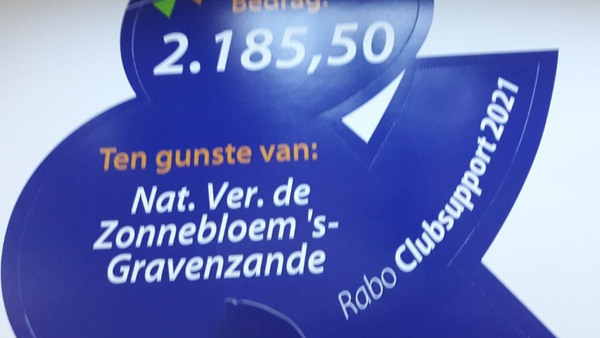 Bedrag:
2.185,50
Ten gunste van:
Nat. Ver. de
Zonnebloem 's-
Gravenzande
Rabo Clubsupport 2021